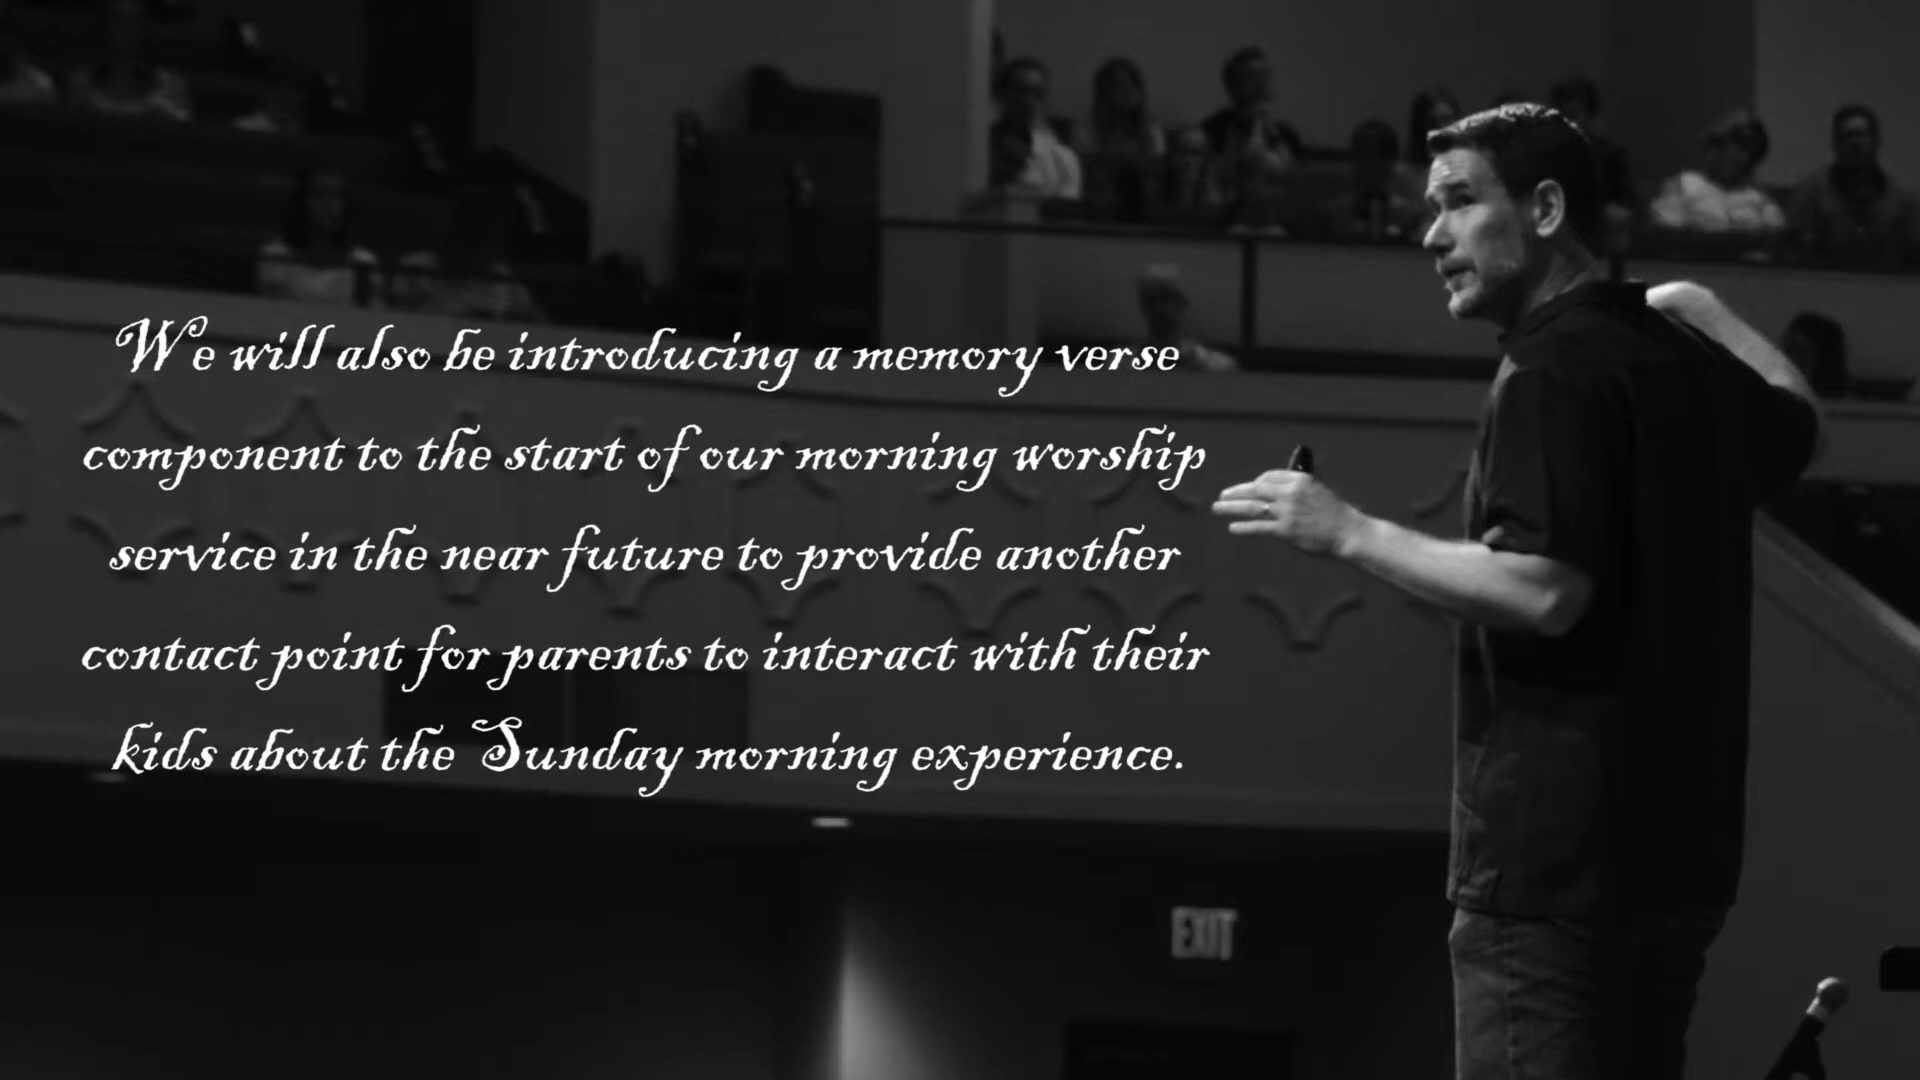 We will also be introducing a memory verse
component to the start of our morning worship
service in the near future to provide another
contact point for parents to interact with their
kids about the Sunday morning experience.
EXIT